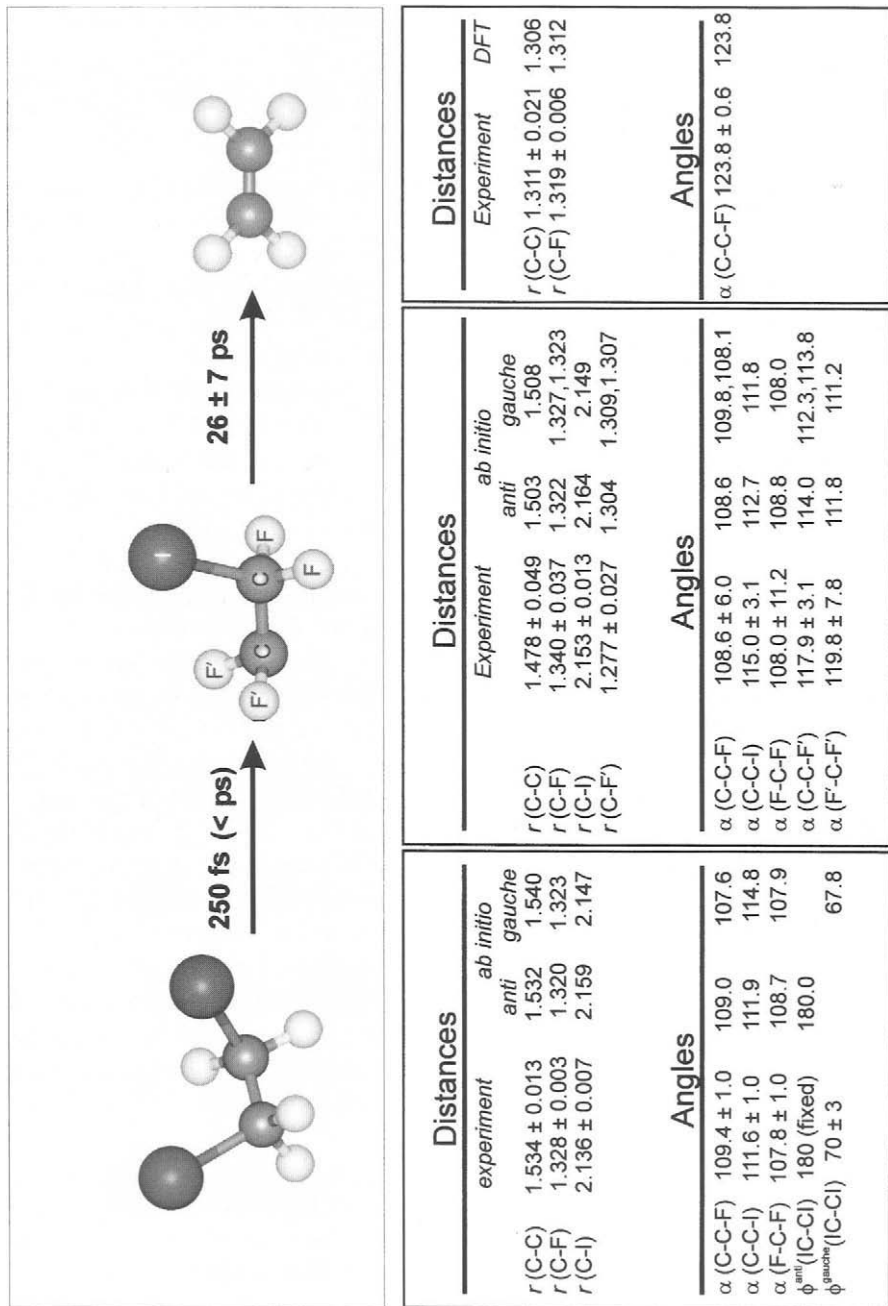 250 fs (< ps)
26 ± 7 ps
I
F'
F'
C
C
F
F
Distances
experiment ab initio
anti gauche
r (C-C) 1.534 ± 0.013 1.532 1.540
r (C-F) 1.328 ± 0.003 1.320 1.323
r (C-I) 2.136 ± 0.007 2.159 2.147
Angles
α (C-C-F) 109.4 ± 1.0 109.0 107.6
α (C-C-I) 111.6 ± 1.0 111.9 114.8
α (F-C-F) 107.8 ± 1.0 108.7 107.9
ϕanti(IC-CI) 180 (fixed) 180.0
ϕgauche(IC-CI) 70 ± 3 67.8
Distances
Experiment ab initio
anti gauche
r (C-C) 1.478 ± 0.049 1.503 1.508
r (C-F) 1.340 ± 0.037 1.322 1.327,1.323
r (C-I) 2.153 ± 0.013 2.164 2.149
r (C-F') 1.277 ± 0.027 1.304 1.309,1.307
Angles
α (C-C-F) 108.6 ± 6.0 108.6 109.8,108.1
α (C-C-I) 115.0 ± 3.1 112.7 111.8
α (F-C-F) 108.0 ± 11.2 108.8 108.0
α (C-C-F') 117.9 ± 3.1 114.0 112.3,113.8
α (F'-C-F') 119.8 ± 7.8 111.8 111.2
Distances
Experiment DFT
r (C-C) 1.311 ± 0.021 1.306
r (C-F) 1.319 ± 0.006 1.312
Angles
α (C-C-F) 123.8 ± 0.6 123.8